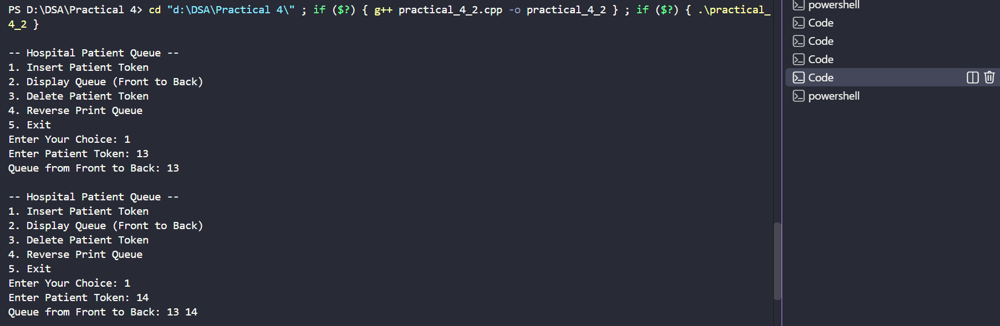 PS D:\DSA\Practical 4> cd "d:\DSA\Practical 4\" ; if ($?) { g++ practical_4_2.cpp -o practical_4_2 } ; if ($?) { .\practical_
4_2 }
-- Hospital Patient Queue --
1. Insert Patient Token
2. Display Queue (Front to Back)
3. Delete Patient Token
4. Reverse Print Queue
5. Exit
Enter Your Choice: 1
Enter Patient Token: 13
Queue from Front to Back: 13
-- Hospital Patient Queue --
1. Insert Patient Token
2. Display Queue (Front to Back)
3. Delete Patient Token
4. Reverse Print Queue
5. Exit
Enter Your Choice: 1
Enter Patient Token: 14
Queue from Front to Back: 13 14
powershell
Code
Code
Code
Code
powershell